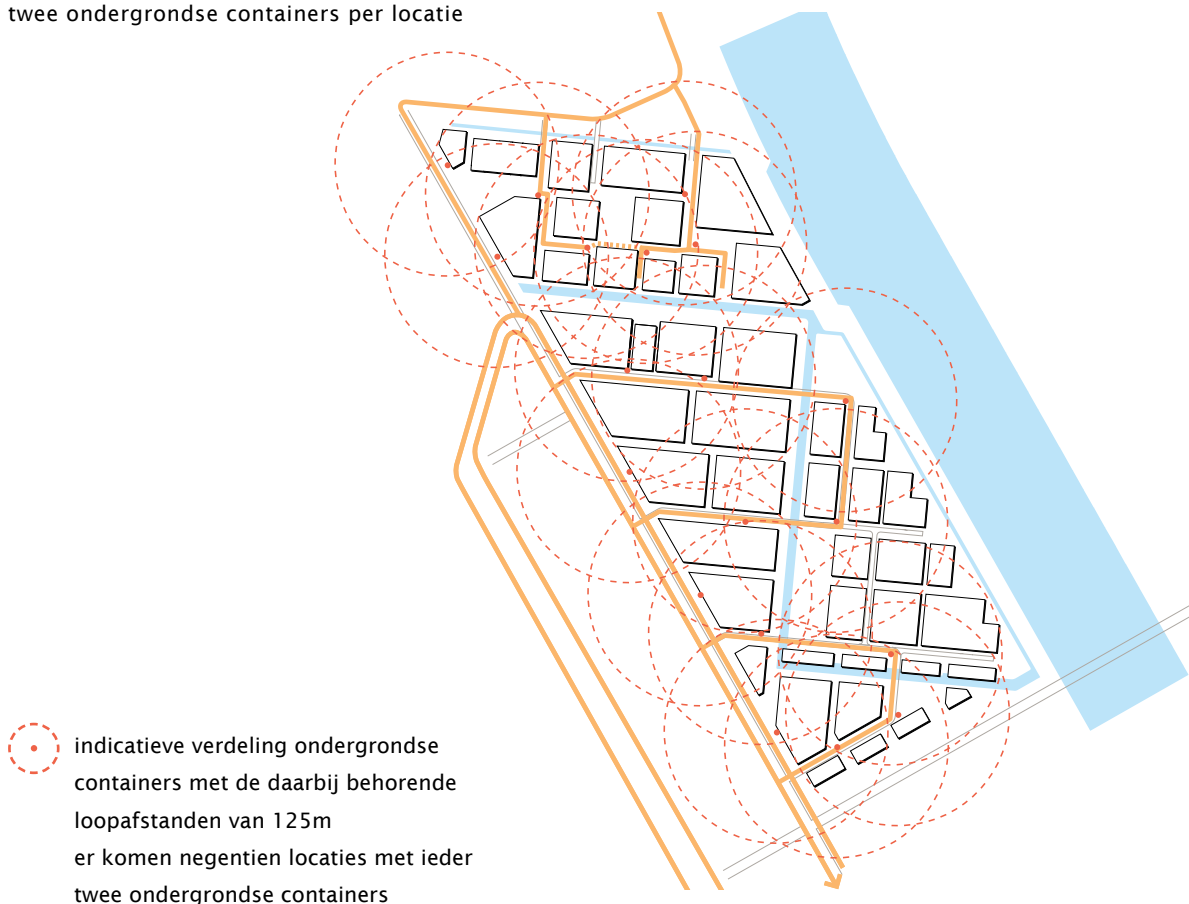 twee ondergrondse containers per locatie
indicatieve verdeling ondergrondse
containers met de daarbij behorende
loopafstanden van 125m
er komen negentien locaties met ieder
twee ondergrondse containers